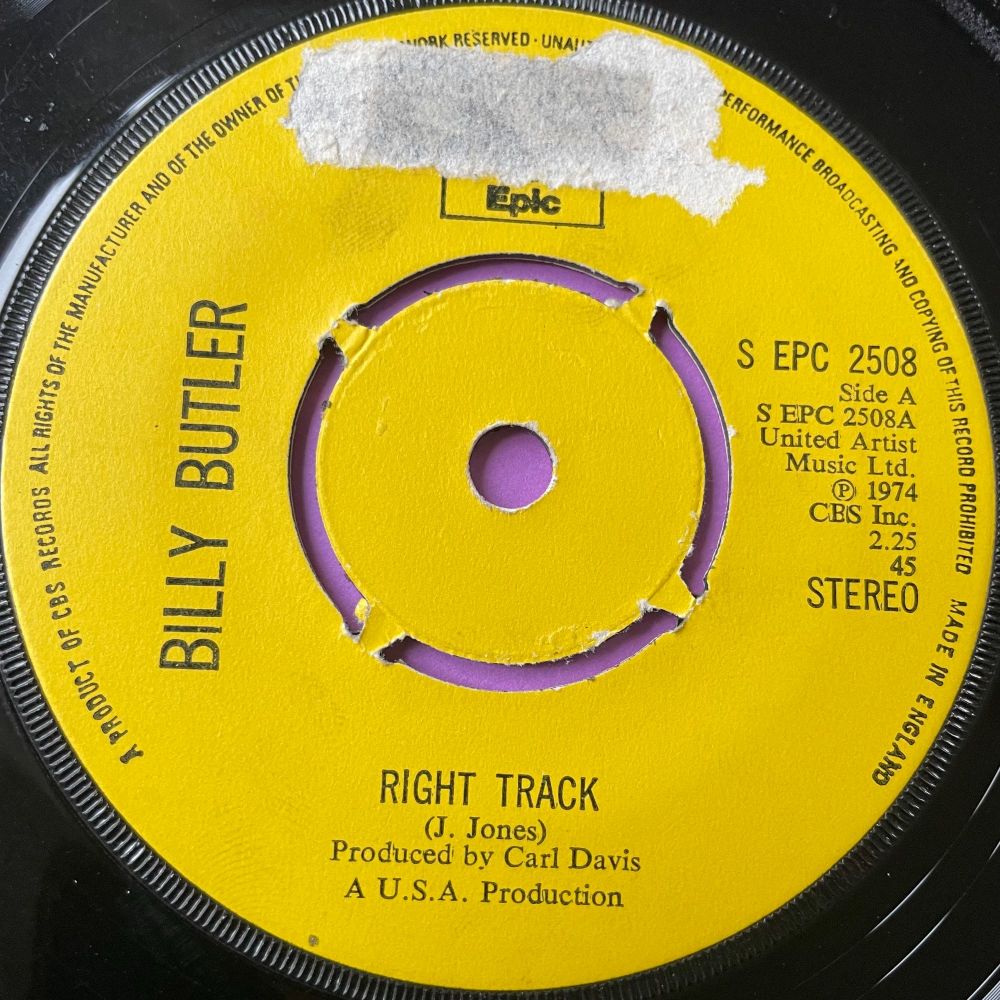 A PRODUCT OF CBS RECORDS ALL RIGHTS OF THE MANUFACTURER AND OF THE OWNER OF
WORK RESERVED · 
PERFORMANCE BROADCASTING AND COPYING OF THIS RECORD PROHIBITED MADE IN ENGLAND
Epic
BILLY BUTLER
S EPC 2508
Side A
S EPC 2508A
United Artist
Music Ltd.
℗ 1974
CBS Inc.
2.25
45
STEREO
RIGHT TRACK
(J. Jones)
Produced by Carl Davis
A U.S.A. Production